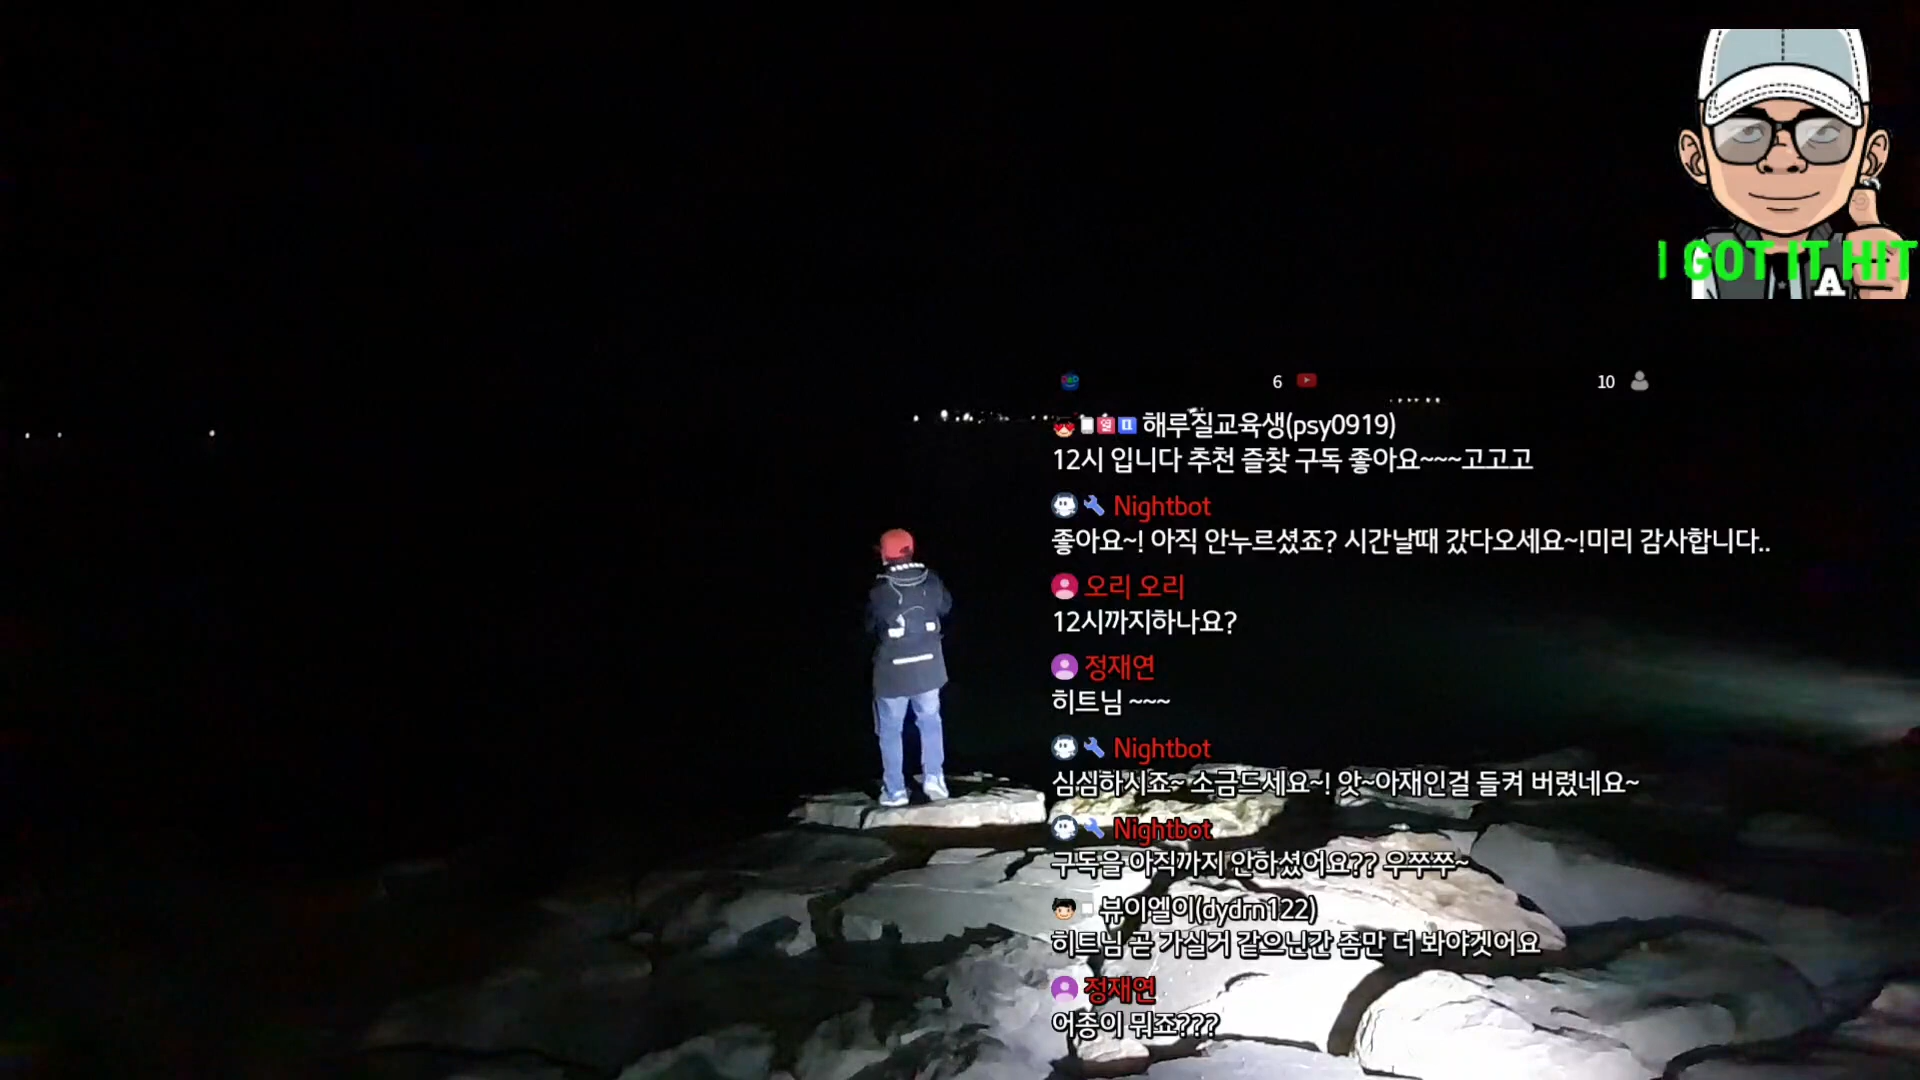 I GOT IT HIT
A
6
10
해루질교육생(psy0919)
12시 입니다 추천 즐찾 구독 좋아요~~~고고고
Nightbot
좋아요~! 아직 안누르셨죠? 시간날때 갔다오세요~!미리 감사합니다..
오리 오리
12시까지하나요?
정재연
히트님 ~~~
Nightbot
심심하시죠~ 소금드세요~! 앗~아재인걸 들켜 버렸네요~
Nightbot
구독을 아직까지 안하셨어요?? 우쭈쭈~
뷰이엘이(dydrn122)
히트님 곧 가실거 같으닌간 좀만 더 봐야겟어요
정재연
어종이 뭐죠???